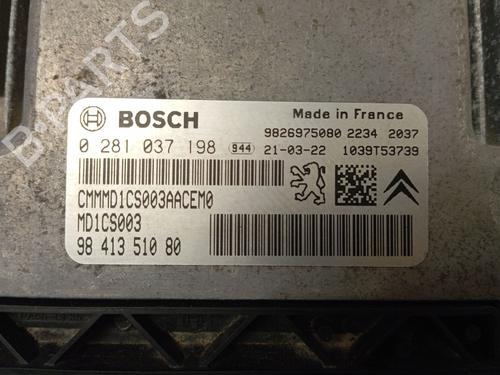 BOSCH
Made in France
9826975080 2234 2037
0 281 037 198 944 21-03-22 1039T53739
CMMMD1CS003AACEM0
MD1CS003
98 413 510 80
PARTS